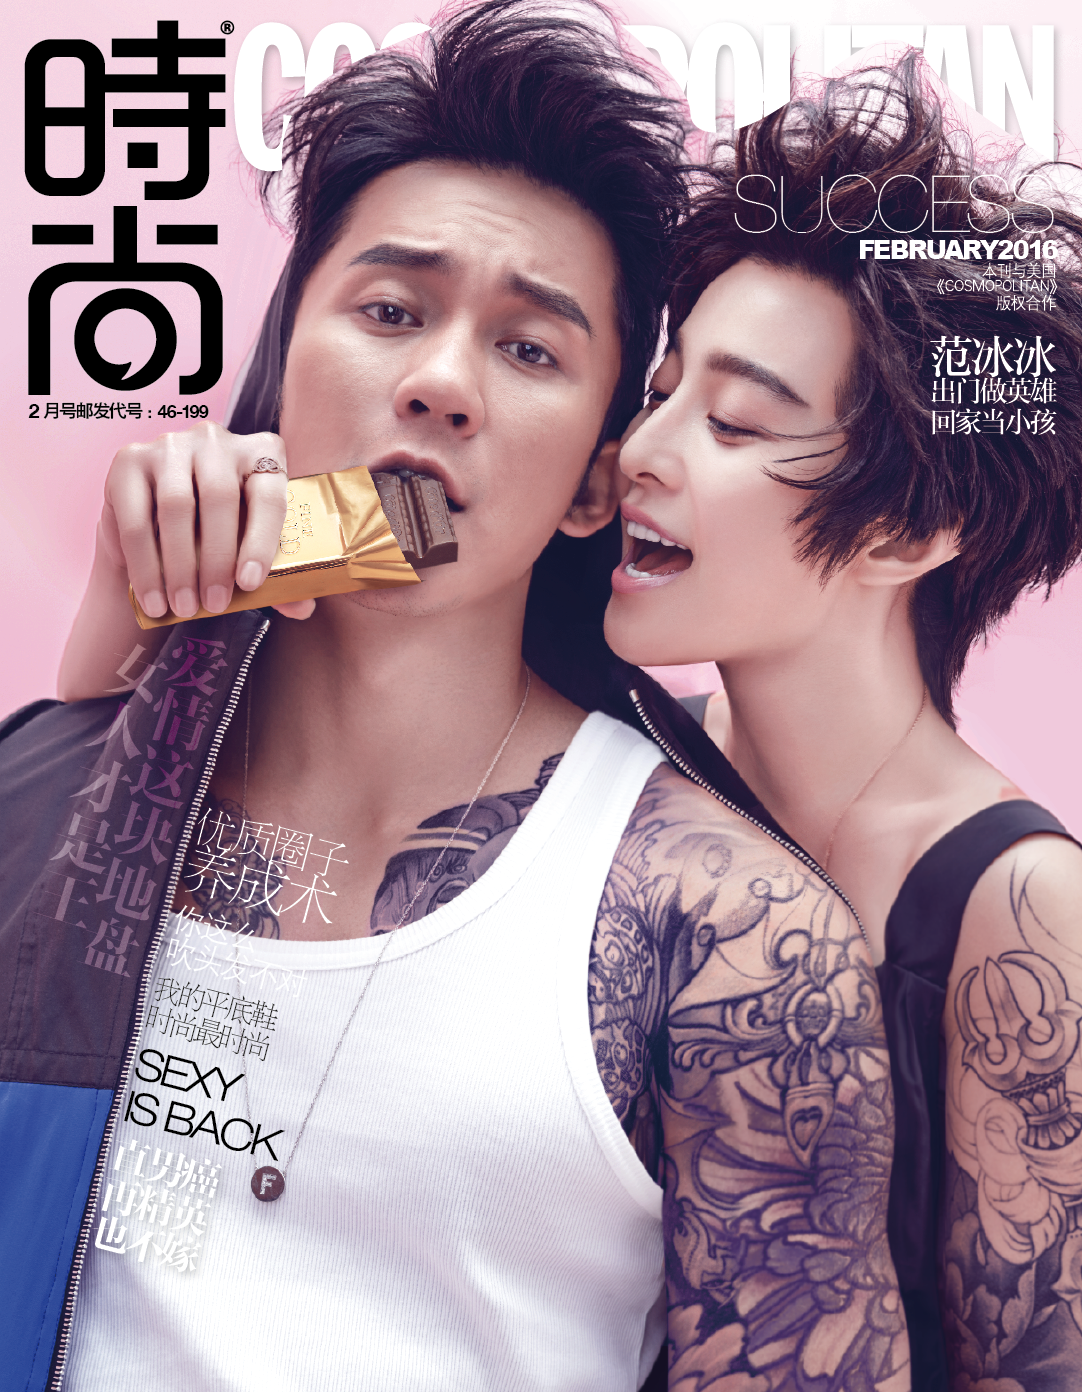 時尚®
COSMOPOLITAN
SUCCESS
FEBRUARY2016
本刊与美国
《COSMOPOLITAN》
版权合作
范冰冰
出门做英雄
回家当小孩
2 月号邮发代号：46-199
爱情这块地盘
女人才是王
优质圈子
养成术
你这么
吹头发不对
我的平底鞋
时尚最时尚
SEXY
IS BACK
F
直男癌
再精英
也不嫁